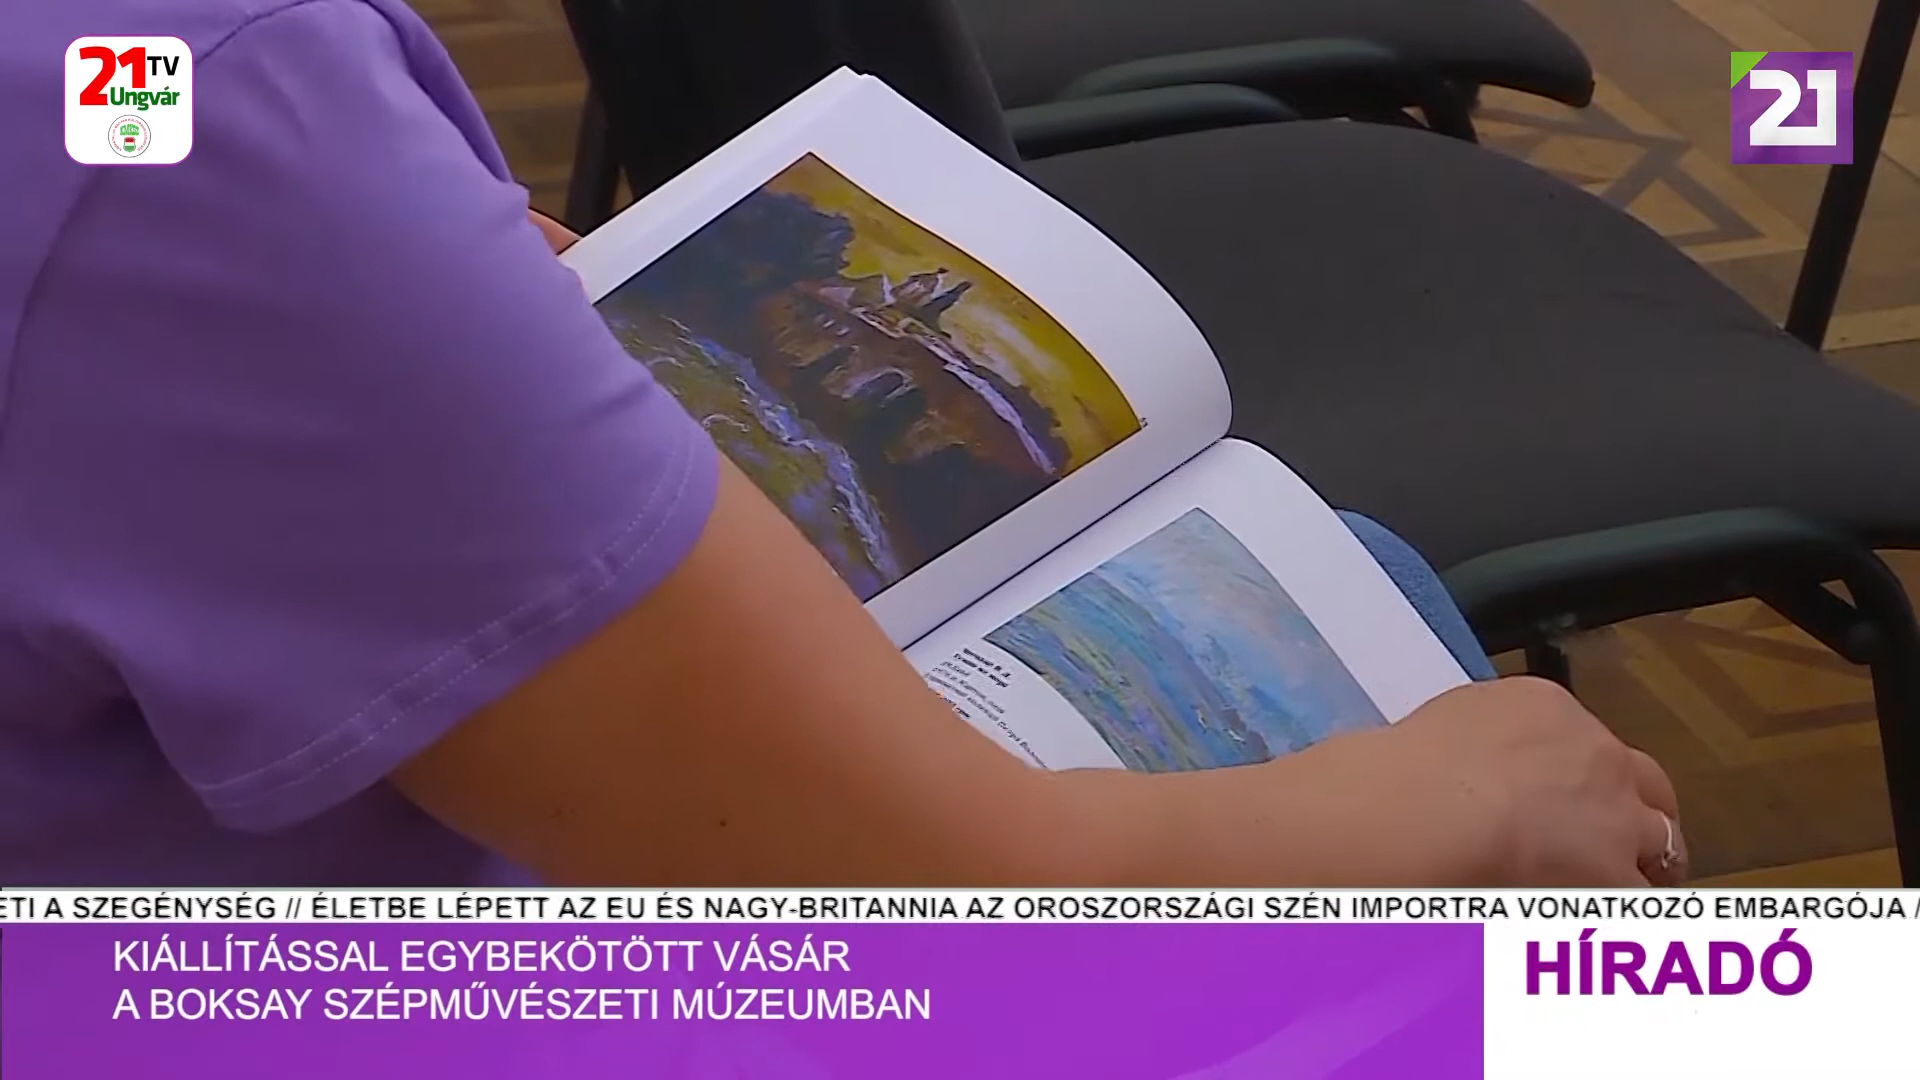 21TV
Ungvár
21
ETI A SZEGÉNYSÉG // ÉLETBE LÉPETT AZ EU ÉS NAGY-BRITANNIA AZ OROSZORSZÁGI SZÉN IMPORTRA VONATKOZÓ EMBARGÓJA /
KIÁLLÍTÁSSAL EGYBEKÖTÖTT VÁSÁR
A BOKSAY SZÉPMŰVÉSZETI MÚZEUMBAN
HÍRADÓ